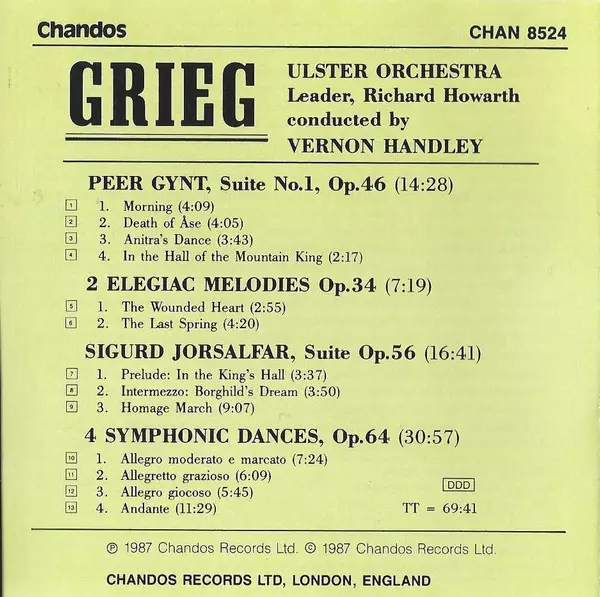 Chandos
CHAN 8524
GRIEG
ULSTER ORCHESTRA
Leader, Richard Howarth
conducted by
VERNON HANDLEY
PEER GYNT, Suite No.1, Op.46 (14:28)
1 1. Morning (4:09)
2 2. Death of Åse (4:05)
3 3. Anitra's Dance (3:43)
4 4. In the Hall of the Mountain King (2:17)
2 ELEGIAC MELODIES Op.34 (7:19)
5 1. The Wounded Heart (2:55)
6 2. The Last Spring (4:20)
SIGURD JORSALFAR, Suite Op.56 (16:41)
7 1. Prelude: In the King's Hall (3:37)
8 2. Intermezzo: Borghild's Dream (3:50)
9 3. Homage March (9:07)
4 SYMPHONIC DANCES, Op.64 (30:57)
10 1. Allegro moderato e marcato (7:24)
11 2. Allegretto grazioso (6:09)
12 3. Allegro giocoso (5:45)
13 4. Andante (11:29)
DDD
TT = 69:41
℗ 1987 Chandos Records Ltd. © 1987 Chandos Records Ltd.
CHANDOS RECORDS LTD, LONDON, ENGLAND